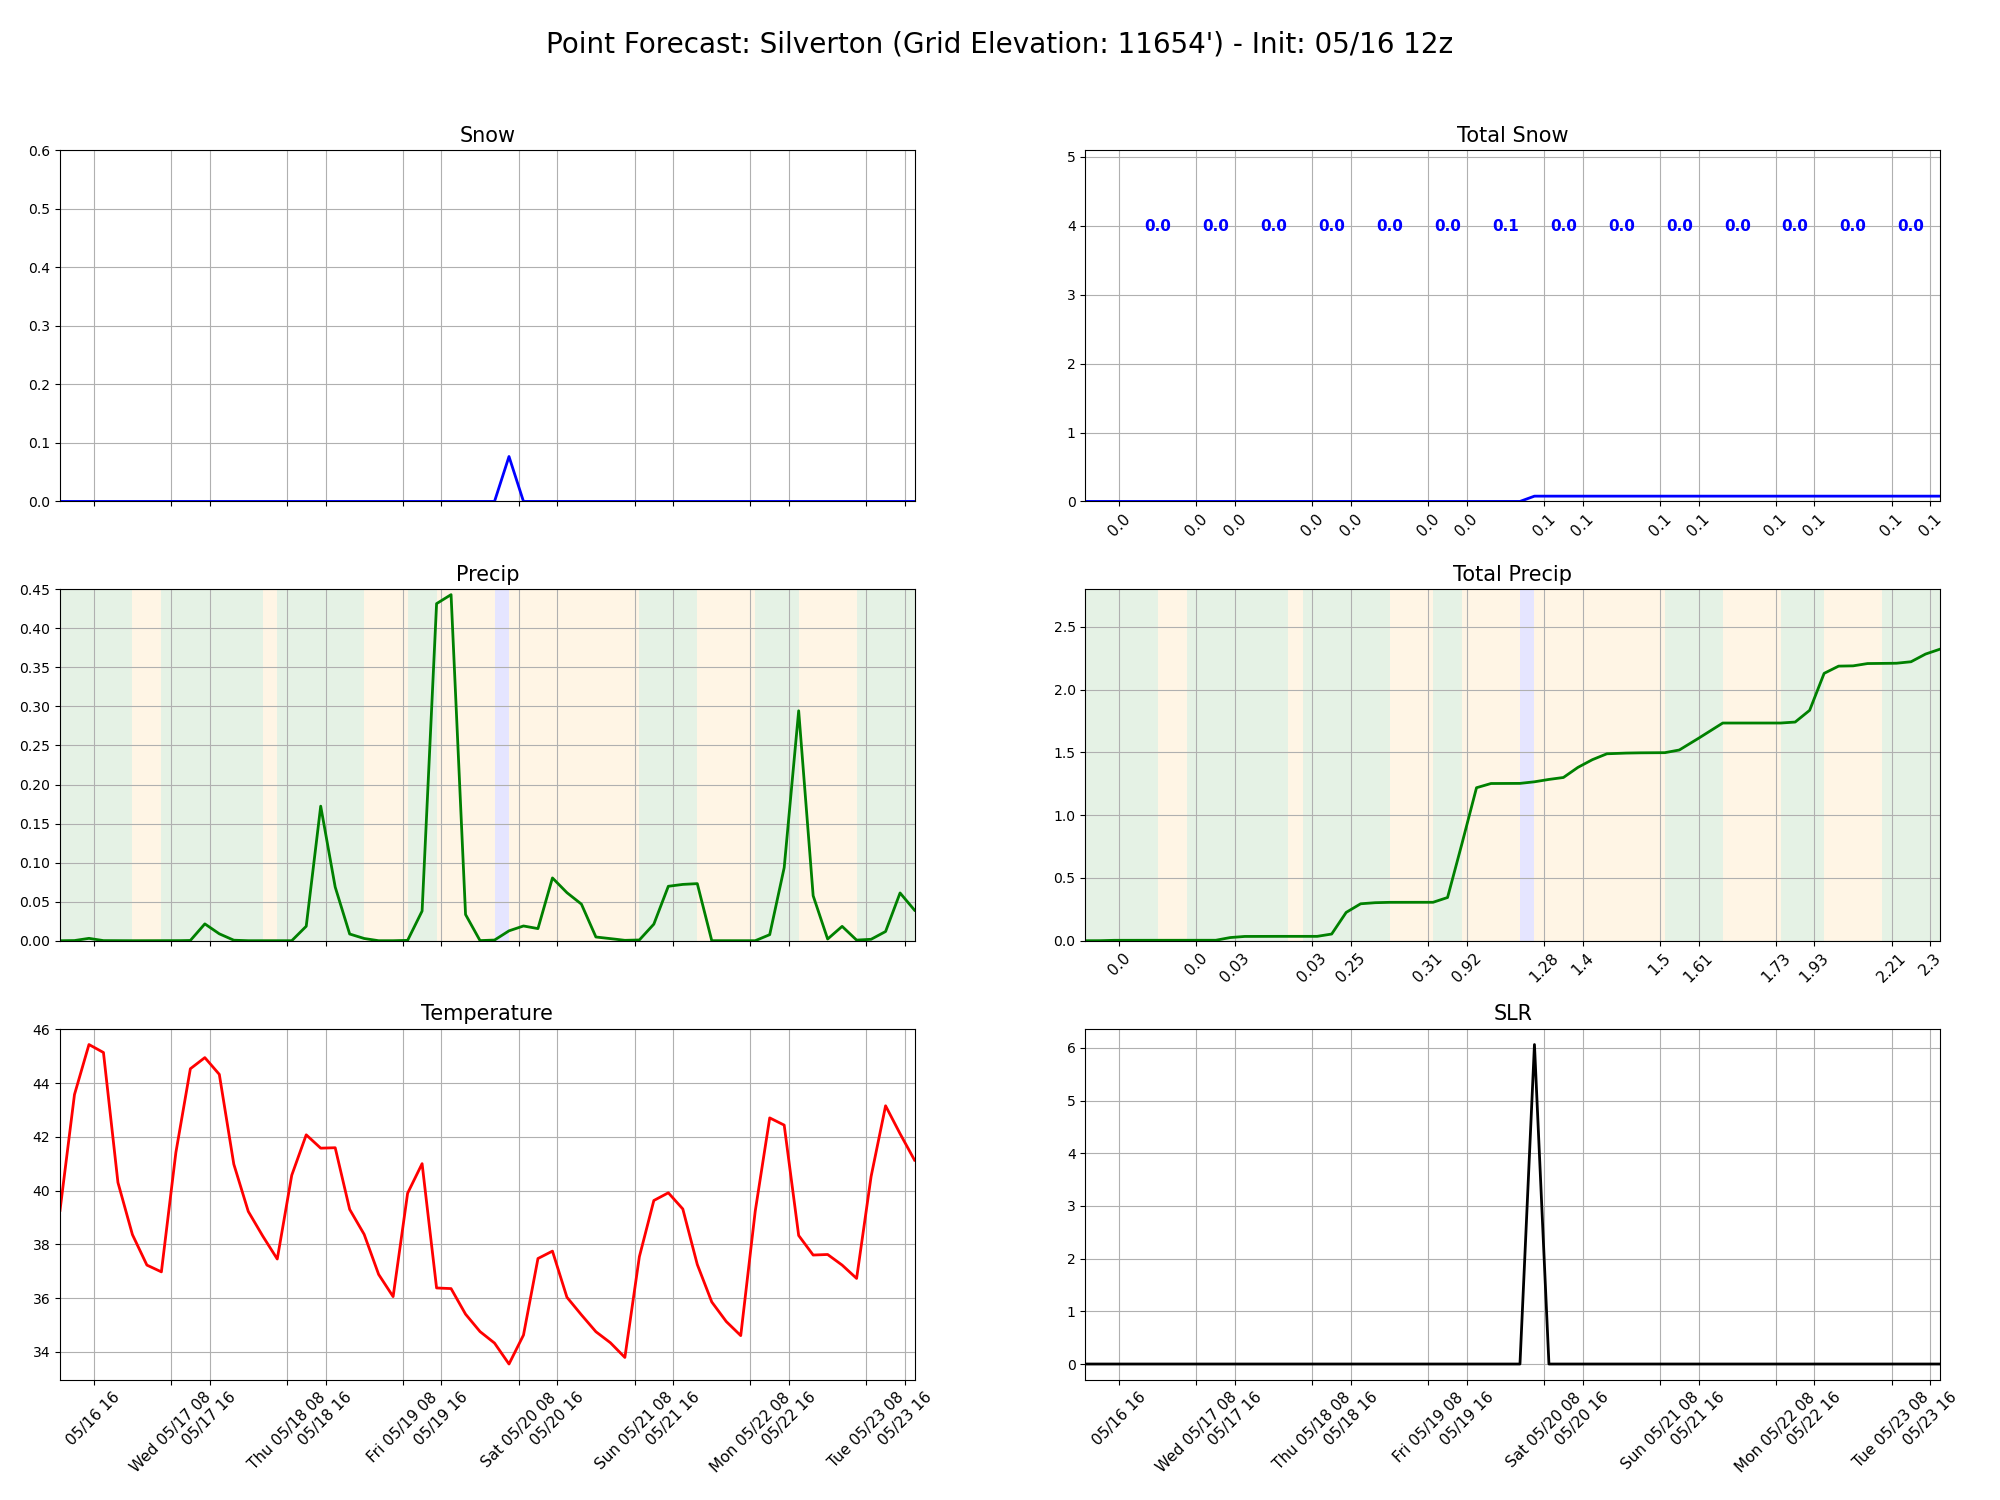 Point Forecast: Silverton (Grid Elevation: 11654') - Init: 05/16 12z
Snow
0.6
0.5
0.4
0.3
0.2
0.1
0.0
Total Snow
5
4
3
2
1
0
0.0 0.0 0.0 0.0 0.0 0.0 0.1 0.0 0.0 0.0 0.0 0.0 0.0 0.0
0.0 0.0 0.0 0.0 0.0 0.0 0.0 0.1 0.1 0.1 0.1 0.1 0.1 0.1 0.1
Precip
0.45
0.40
0.35
0.30
0.25
0.20
0.15
0.10
0.05
0.00
Total Precip
2.5
2.0
1.5
1.0
0.5
0.0
0.0 0.0 0.03 0.03 0.25 0.31 0.92 1.28 1.4 1.5 1.61 1.73 1.93 2.21 2.3
Temperature
46
44
42
40
38
36
34
05/16 16
Wed 05/17 08
05/17 16
Thu 05/18 08
05/18 16
Fri 05/19 08
05/19 16
Sat 05/20 08
05/20 16
Sun 05/21 08
05/21 16
Mon 05/22 08
05/22 16
Tue 05/23 08
05/23 16
SLR
6
5
4
3
2
1
0
05/16 16
Wed 05/17 08
05/17 16
Thu 05/18 08
05/18 16
Fri 05/19 08
05/19 16
Sat 05/20 08
05/20 16
Sun 05/21 08
05/21 16
Mon 05/22 08
05/22 16
Tue 05/23 08
05/23 16